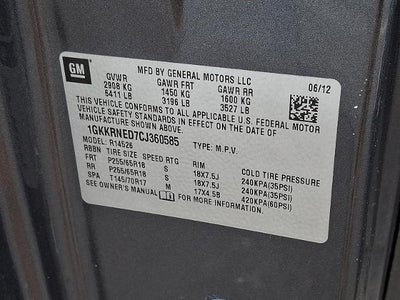 GM
MFD BY GENERAL MOTORS LLC
GVWR GAWR FRT GAWR RR 06/12
2908 KG 1450 KG 1600 KG
6411 LB 3196 LB 3527 LB
THIS VEHICLE CONFORMS TO ALL APPLICABLE U.S. FEDERAL MOTOR
VEHICLE SAFETY STANDARDS IN EFFECT ON THE DATE OF
MANUFACTURE SHOWN ABOVE.
1GKKRNED7CJ360585 TYPE: M.P.V.
MODEL: R14526
TIRE SIZE SPEED RTG RIM COLD TIRE PRESSURE
FRT P255/65R18 S 18X7.5J 240KPA(35PSI)
RR P255/65R18 S 18X7.5J 240KPA(35PSI)
SPA T145/70R17 M 17X4.5B 420KPA(60PSI)
SEE OWNER'S MANUAL FOR MORE INFORMATION.